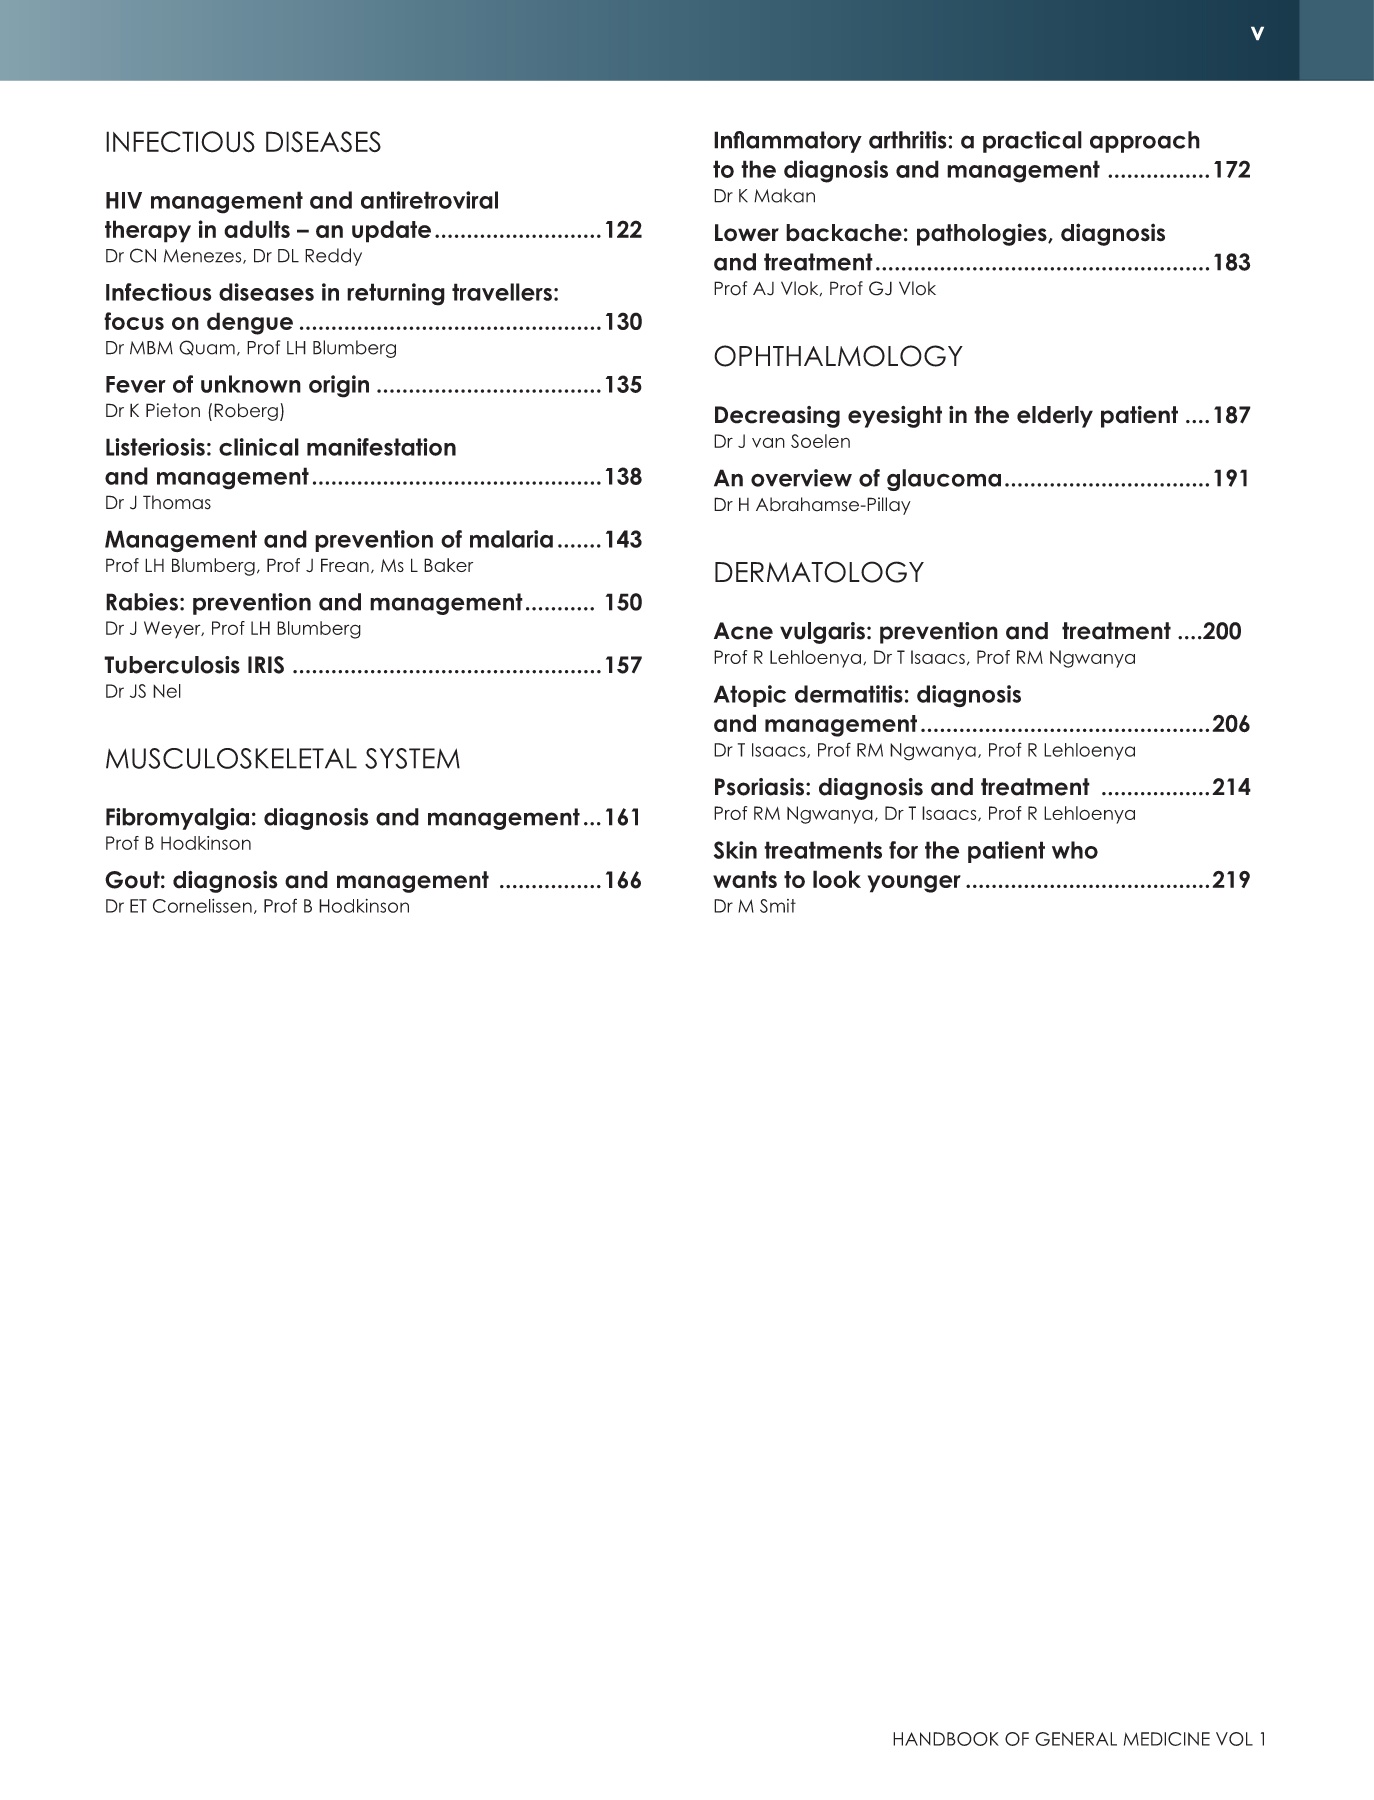 v
INFECTIOUS DISEASES
HIV management and antiretroviral
therapy in adults – an update..........................122
Dr CN Menezes, Dr DL Reddy
Infectious diseases in returning travellers:
focus on dengue ...............................................130
Dr MBM Quam, Prof LH Blumberg
Fever of unknown origin ...................................135
Dr K Pieton (Roberg)
Listeriosis: clinical manifestation
and management.............................................138
Dr J Thomas
Management and prevention of malaria.......143
Prof LH Blumberg, Prof J Frean, Ms L Baker
Rabies: prevention and management........... 150
Dr J Weyer, Prof LH Blumberg
Tuberculosis IRIS ................................................157
Dr JS Nel
MUSCULOSKELETAL SYSTEM
Fibromyalgia: diagnosis and management...161
Prof B Hodkinson
Gout: diagnosis and management ................166
Dr ET Cornelissen, Prof B Hodkinson
Inflammatory arthritis: a practical approach
to the diagnosis and management ................172
Dr K Makan
Lower backache: pathologies, diagnosis
and treatment....................................................183
Prof AJ Vlok, Prof GJ Vlok
OPHTHALMOLOGY
Decreasing eyesight in the elderly patient ....187
Dr J van Soelen
An overview of glaucoma................................191
Dr H Abrahamse-Pillay
DERMATOLOGY
Acne vulgaris: prevention and  treatment ....200
Prof R Lehloenya, Dr T Isaacs, Prof RM Ngwanya
Atopic dermatitis: diagnosis
and management.............................................206
Dr T Isaacs, Prof RM Ngwanya, Prof R Lehloenya
Psoriasis: diagnosis and treatment .................214
Prof RM Ngwanya, Dr T Isaacs, Prof R Lehloenya
Skin treatments for the patient who
wants to look younger ......................................219
Dr M Smit
HANDBOOK OF GENERAL MEDICINE VOL 1